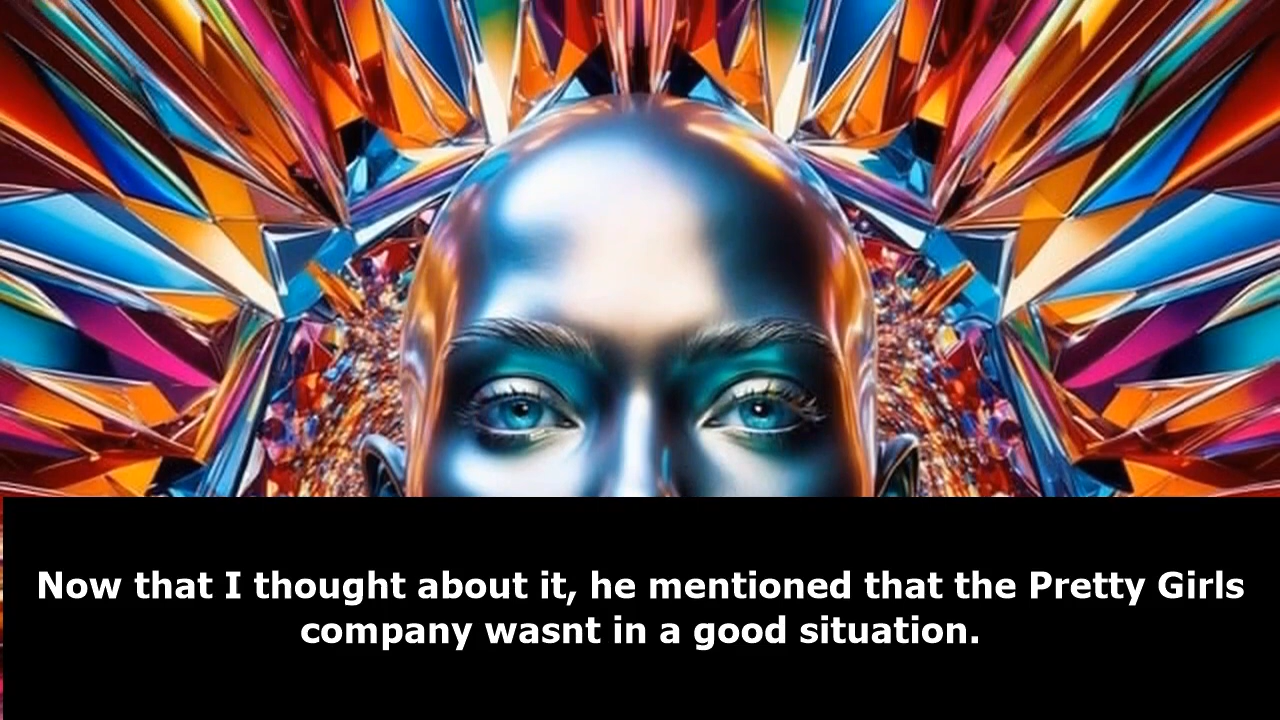 Now that I thought about it, he mentioned that the Pretty Girls
company wasnt in a good situation.